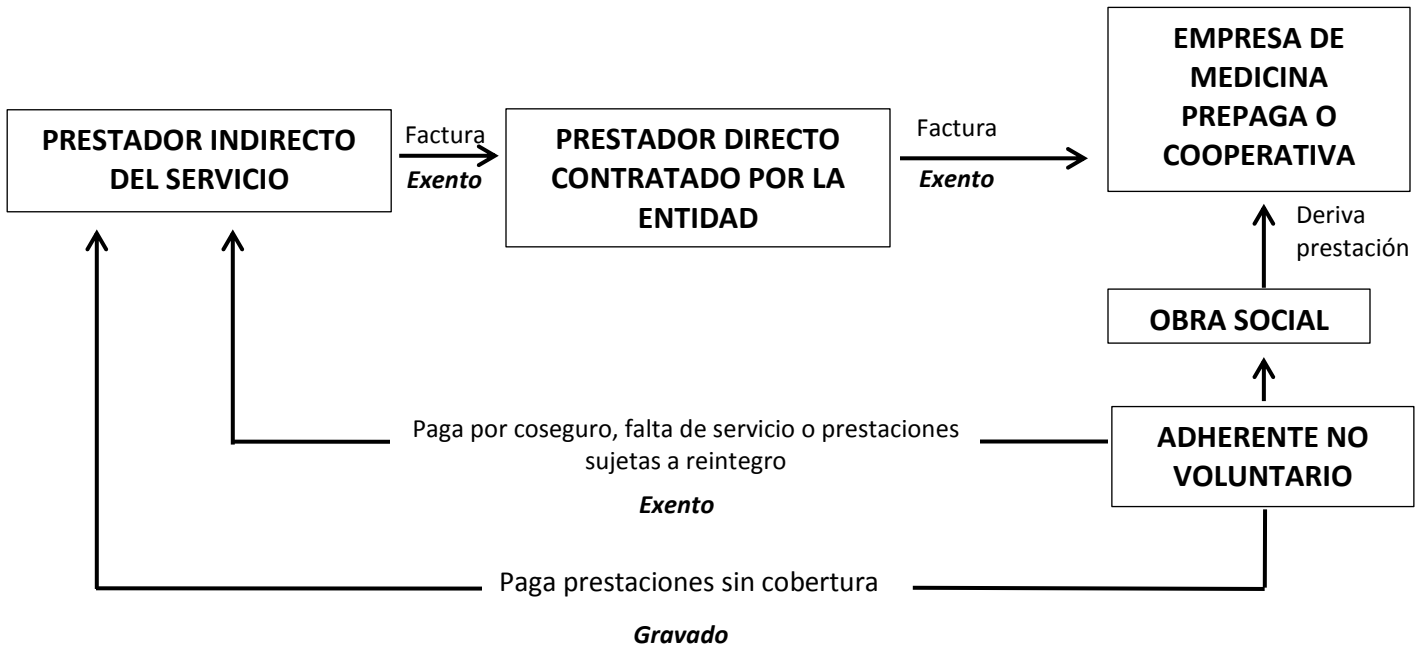 PRESTADOR INDIRECTO
DEL SERVICIO
Factura
Exento
PRESTADOR DIRECTO
CONTRATADO POR LA
ENTIDAD
Factura
Exento
EMPRESA DE
MEDICINA
PREPAGA O
COOPERATIVA
Deriva
prestación
OBRA SOCIAL
ADHERENTE NO
VOLUNTARIO
Paga por coseguro, falta de servicio o prestaciones
sujetas a reintegro
Exento
Paga prestaciones sin cobertura
Gravado